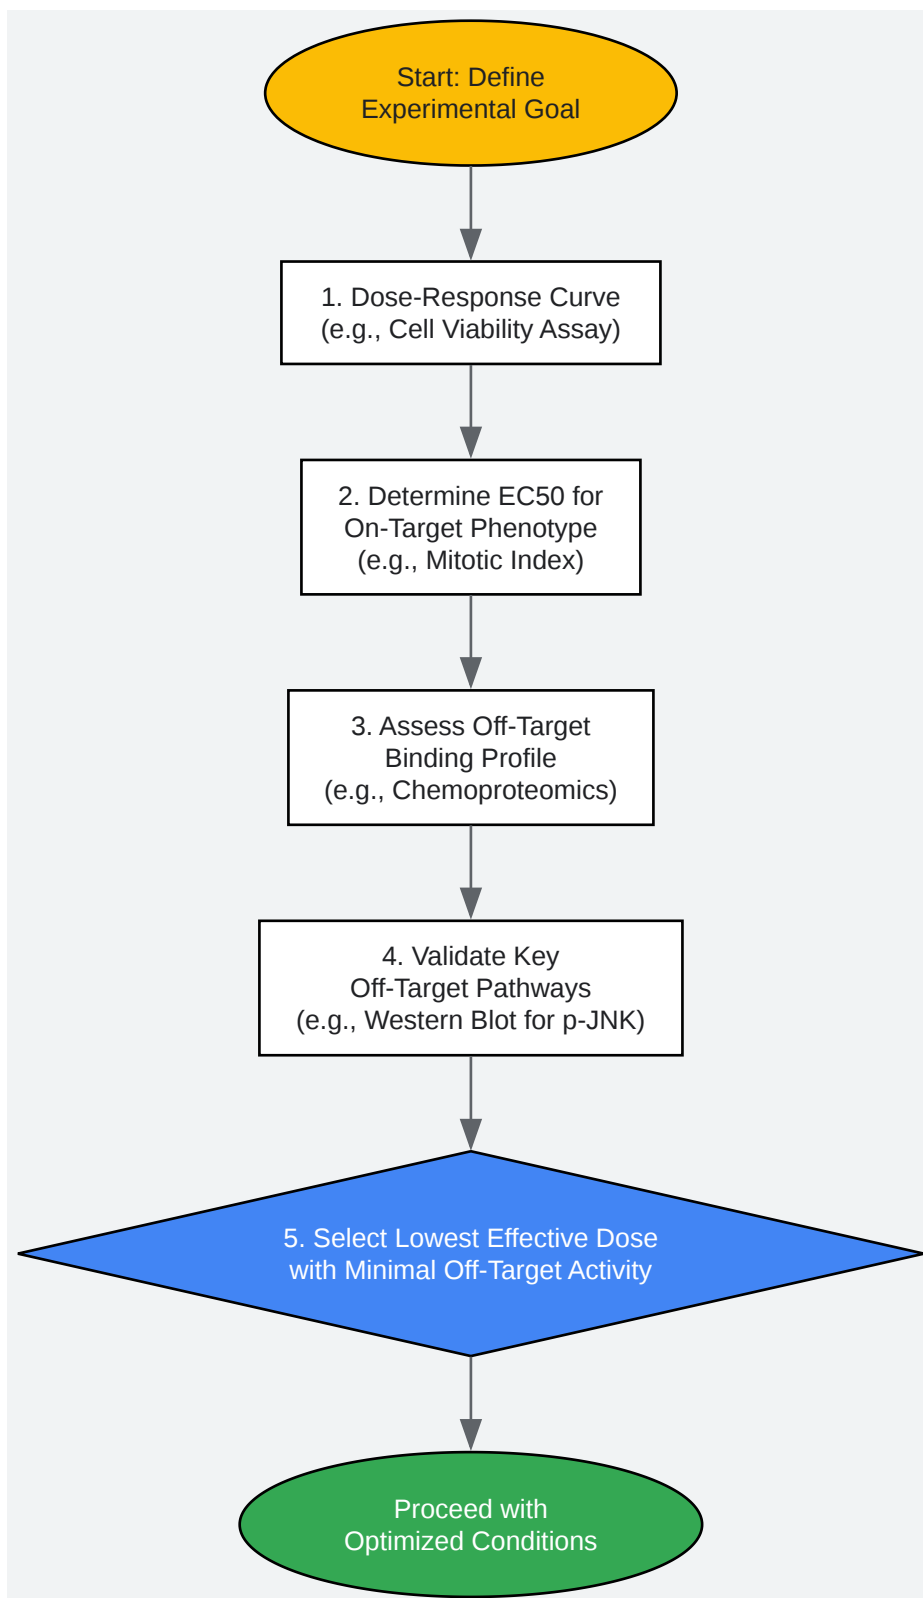 Start: Define
Experimental Goal
1. Dose-Response Curve
(e.g., Cell Viability Assay)
2. Determine EC50 for
On-Target Phenotype
(e.g., Mitotic Index)
3. Assess Off-Target
Binding Profile
(e.g., Chemoproteomics)
4. Validate Key
Off-Target Pathways
(e.g., Western Blot for p-JNK)
5. Select Lowest Effective Dose
with Minimal Off-Target Activity
Proceed with
Optimized Conditions